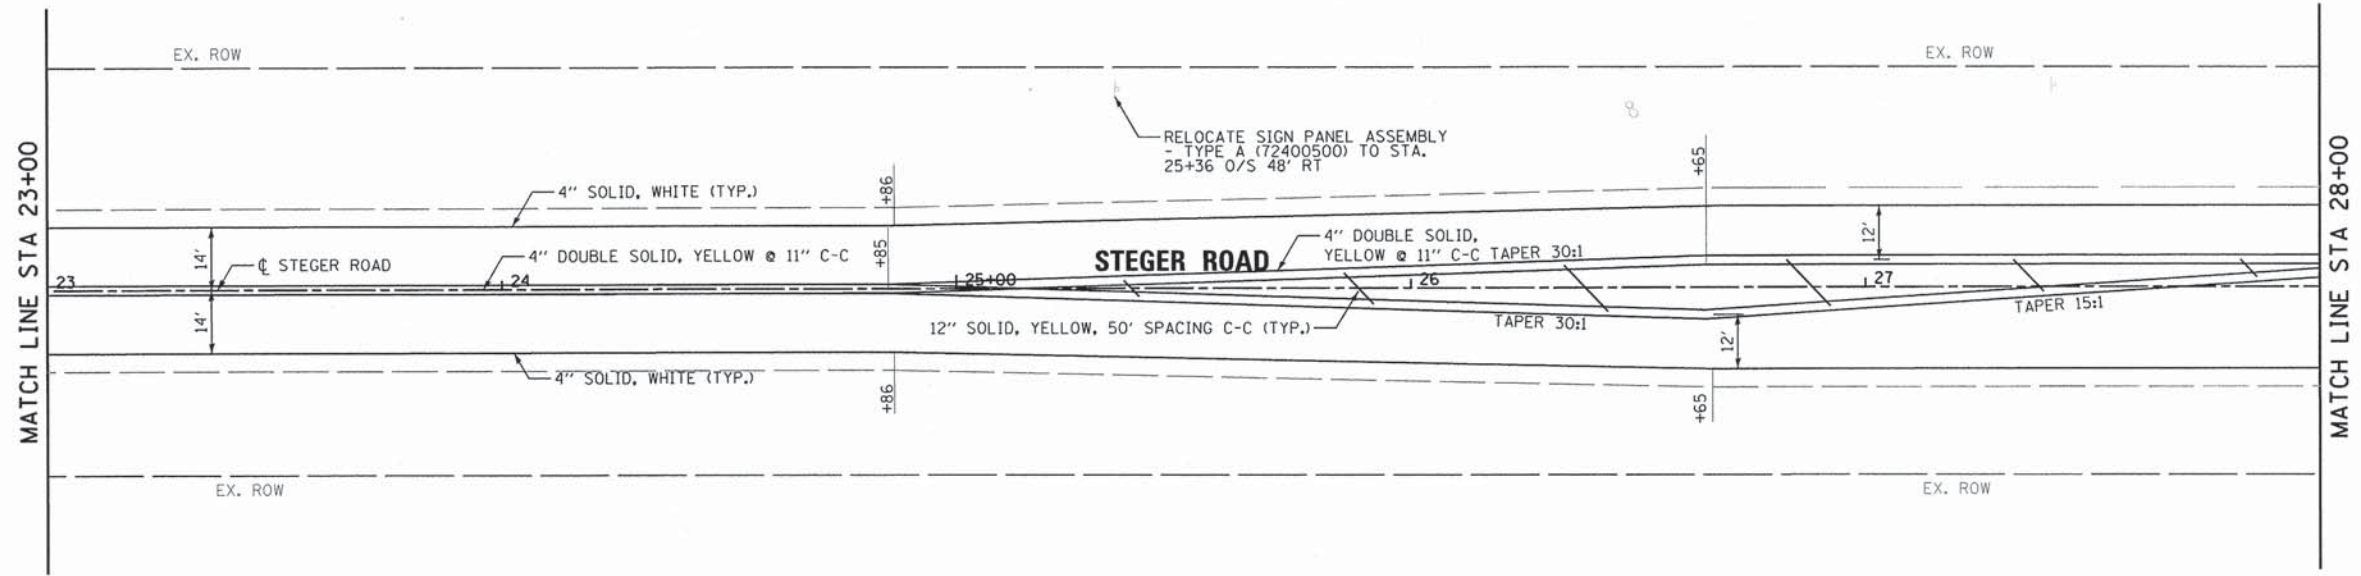 EX. ROW
EX. ROW
MATCH LINE STA 23+00
MATCH LINE STA 28+00
RELOCATE SIGN PANEL ASSEMBLY
- TYPE A (72400500) TO STA.
25+36 O/S 48' RT
+65
+86
4" SOLID, WHITE (TYP.)
14'
℄ STEGER ROAD
4" DOUBLE SOLID, YELLOW @ 11" C-C
+85
STEGER ROAD
4" DOUBLE SOLID,
YELLOW @ 11" C-C TAPER 30:1
12'
23
24
25+00
26
27
14'
12" SOLID, YELLOW, 50' SPACING C-C (TYP.)
TAPER 30:1
TAPER 15:1
12'
4" SOLID, WHITE (TYP.)
+86
+65
EX. ROW
EX. ROW